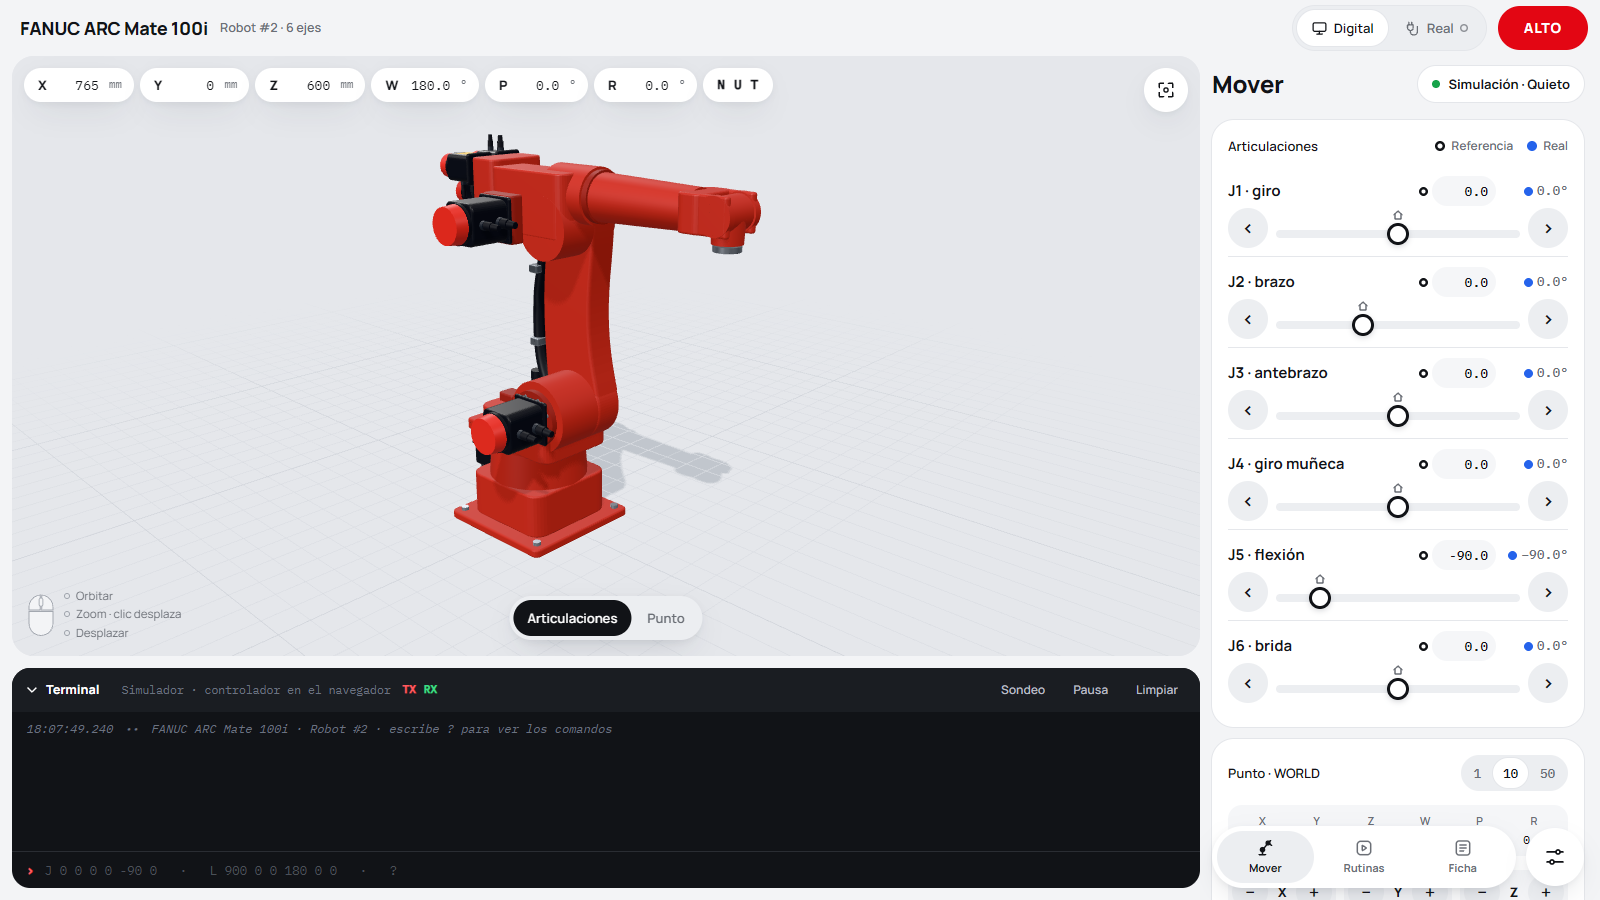 FANUC ARC Mate 100i Robot #2 · 6 ejes Digital Real ALTO
X 765 mm Y 0 mm Z 600 mm W 180.0 ° P 0.0 ° R 0.0 ° N U T
Orbitar
Zoom · clic desplaza
Desplazar
Articulaciones Punto
Terminal Simulador · controlador en el navegador TX RX Sondeo Pausa Limpiar
18:07:49.240 ·· FANUC ARC Mate 100i · Robot #2 · escribe ? para ver los comandos
› J 0 0 0 0 -90 0 · L 900 0 0 180 0 0 · ?
Mover Simulación · Quieto
Articulaciones Referencia Real
J1 · giro 0.0 0.0°
J2 · brazo 0.0 0.0°
J3 · antebrazo 0.0 0.0°
J4 · giro muñeca 0.0 0.0°
J5 · flexión -90.0 −90.0°
J6 · brida 0.0 0.0°
Punto · WORLD 1 10 50
X Y Z W P R
Mover Rutinas Ficha
− X + − Y + − Z +